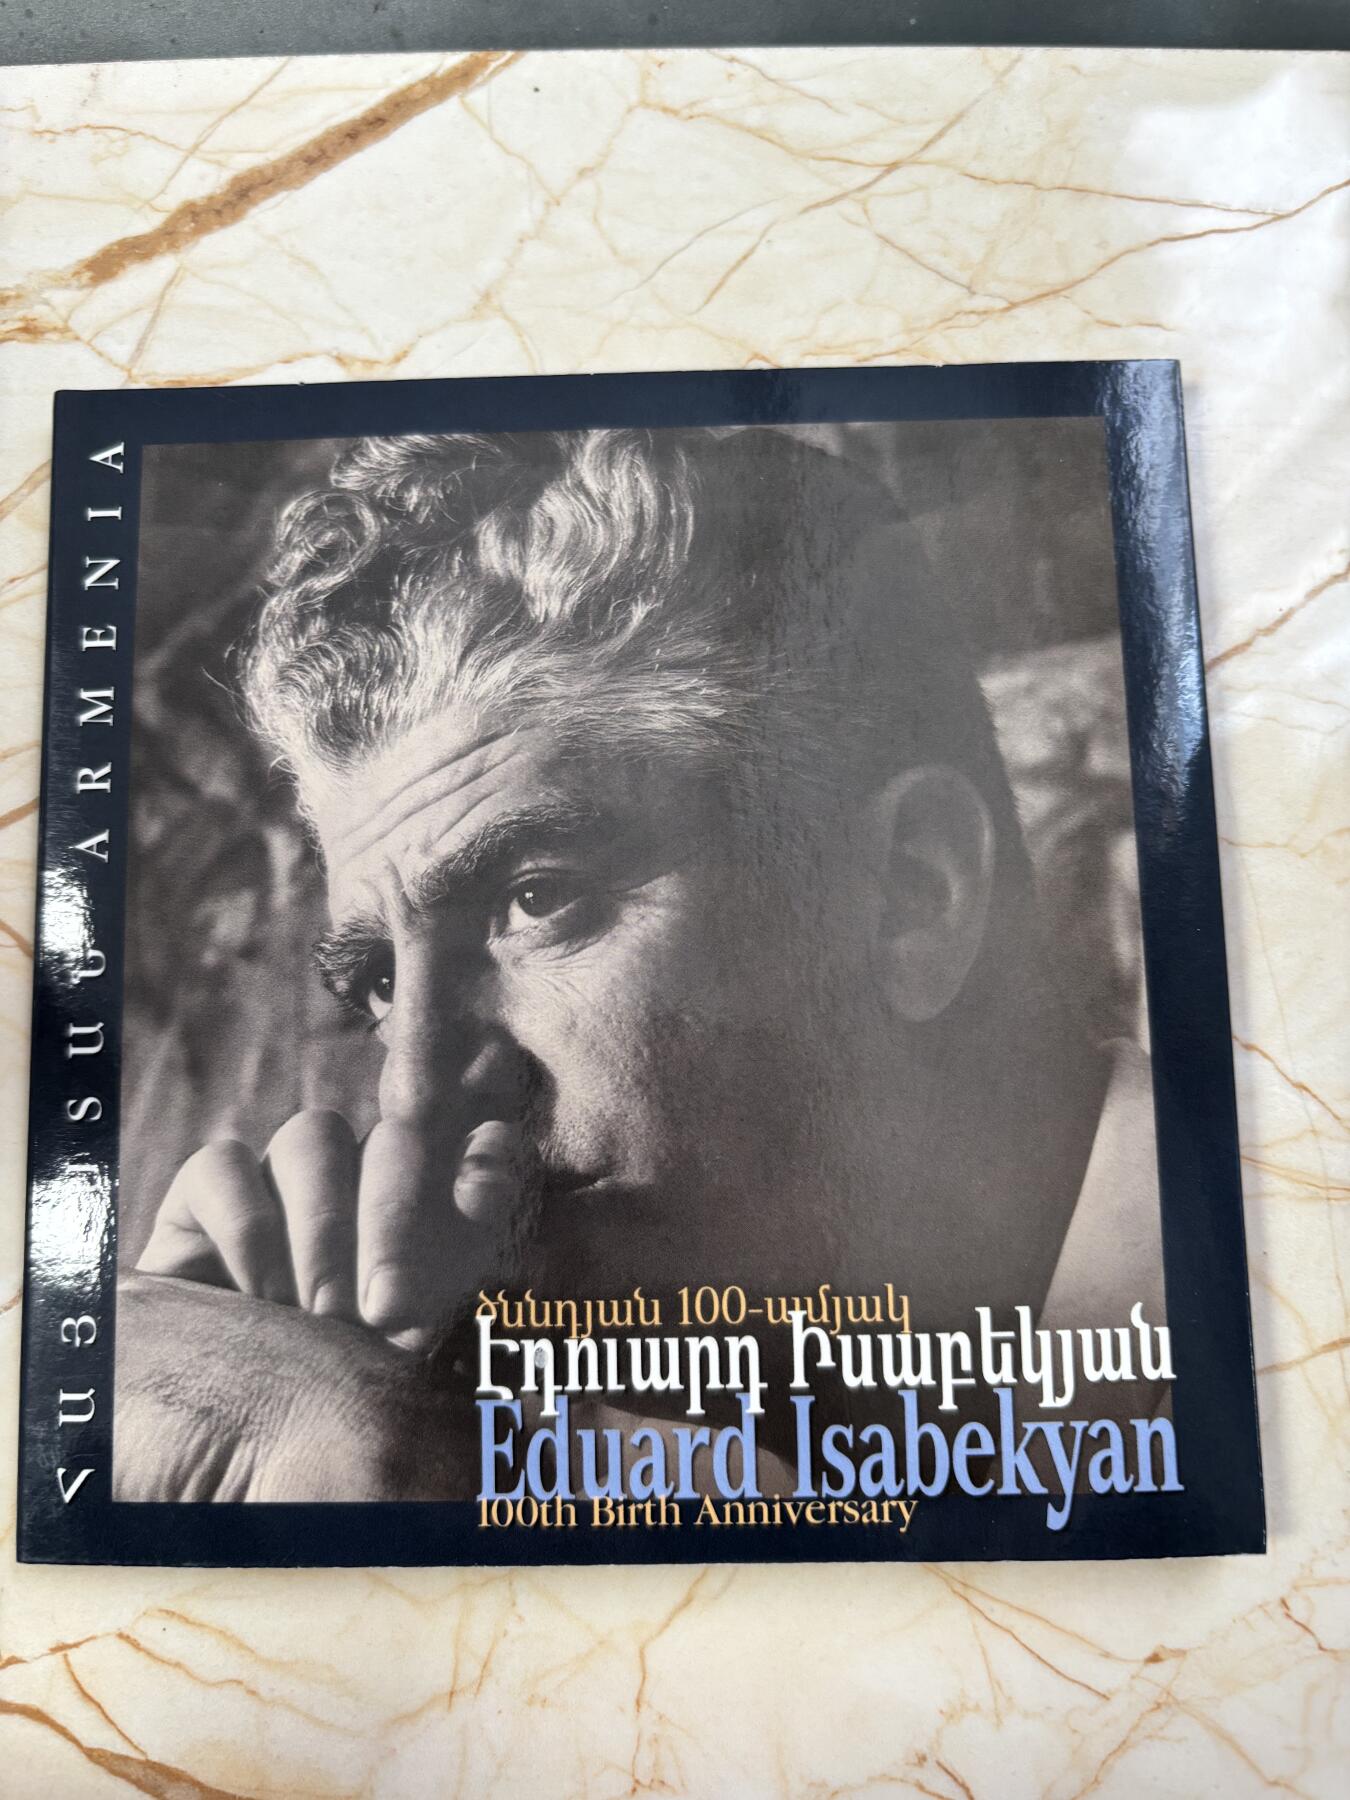 ՀԱՅԱՍՏԱՆ ARMENIA
ծննդյան 100-ամյակ
Էդուարդ Իսաբեկյան
Eduard Isabekyan
100th Birth Anniversary